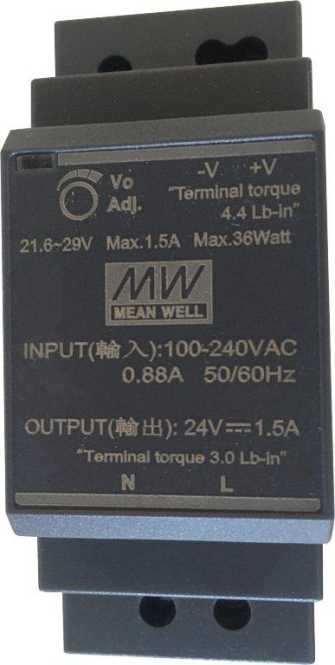 -V +V
Vo
Adj.
"Terminal torque
4.4 Lb-in"
21.6~29V Max.1.5A Max.36Watt
MW
MEAN WELL
INPUT(輸入):100-240VAC
0.88A 50/60Hz
OUTPUT(輸出): 24V⎓1.5A
"Terminal torque 3.0 Lb-in"
N L